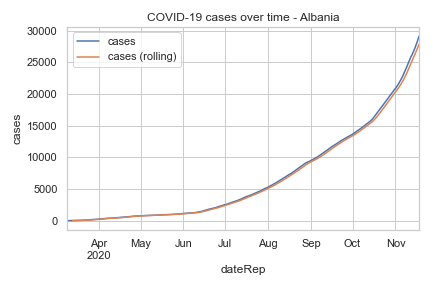 COVID-19 cases over time - Albania
cases
cases (rolling)
30000
25000
20000
15000
10000
5000
0
cases
Apr May Jun Jul Aug Sep Oct Nov
2020
dateRep